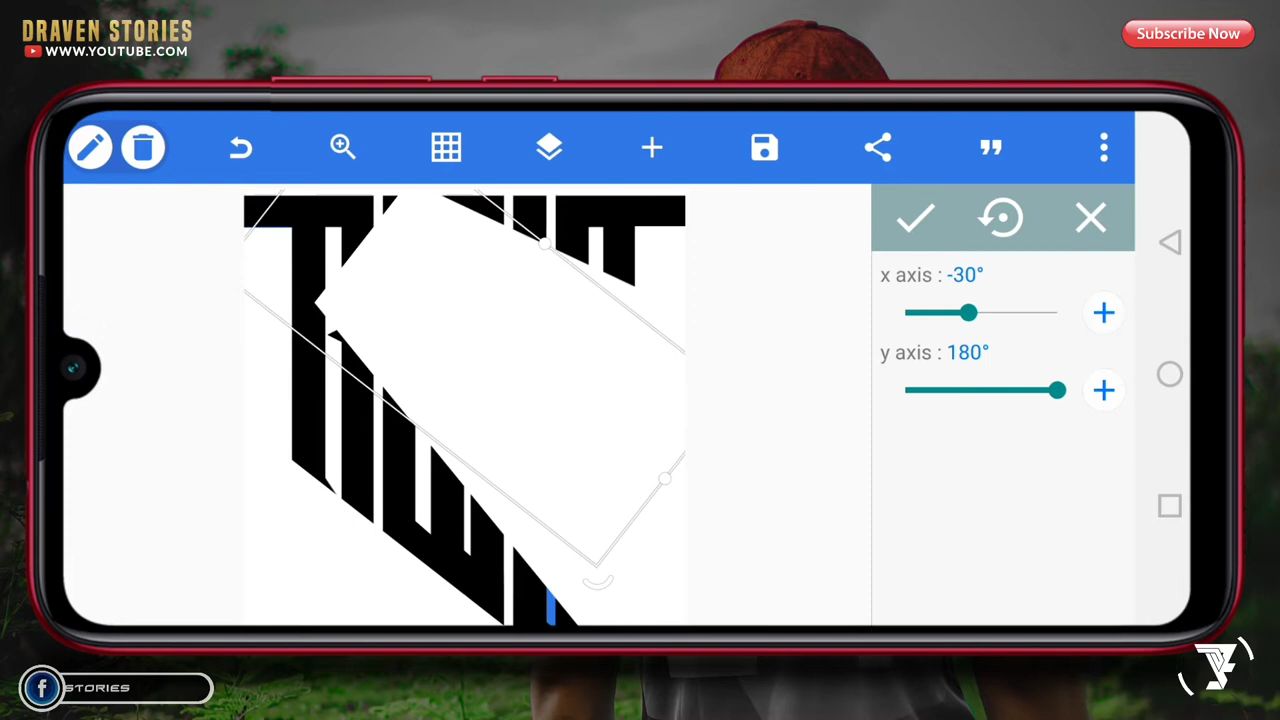 DRAVEN STORIES
WWW.YOUTUBE.COM
Subscribe Now
x axis : -30°
y axis : 180°
STORIES